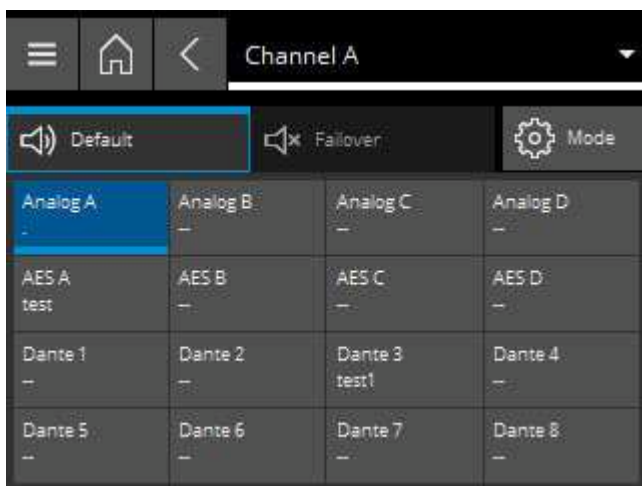 Channel A
Default
Failover
Mode
Analog A
.
Analog B
--
Analog C
--
Analog D
--
AES A
test
AES B
--
AES C
--
AES D
--
Dante 1
--
Dante 2
--
Dante 3
test1
Dante 4
--
Dante 5
--
Dante 6
--
Dante 7
--
Dante 8
--